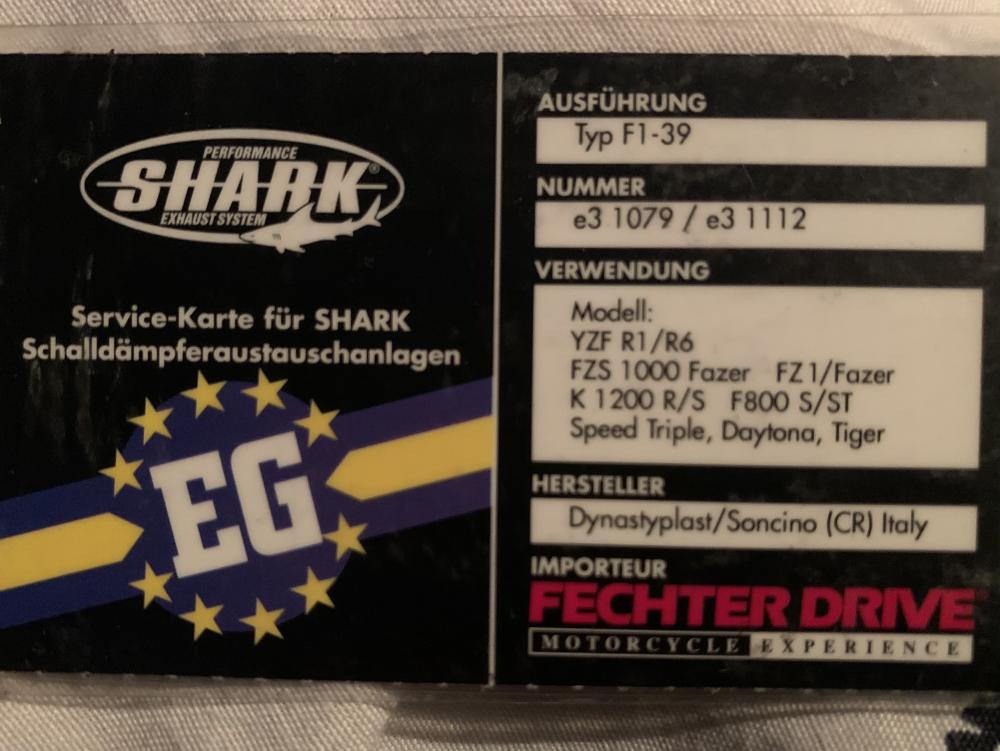 PERFORMANCE
SHARK®
EXHAUST SYSTEM
Service-Karte für SHARK
Schalldämpferaustauschanlagen
EG
AUSFÜHRUNG
Typ F1-39
NUMMER
e3 1079 / e3 1112
VERWENDUNG
Modell:
YZF R1/R6
FZS 1000 Fazer FZ1/Fazer
K 1200 R/S F800 S/ST
Speed Triple, Daytona, Tiger
HERSTELLER
Dynastyplast/Soncino (CR) Italy
IMPORTEUR
FECHTER DRIVE
MOTORCYCLE EXPERIENCE